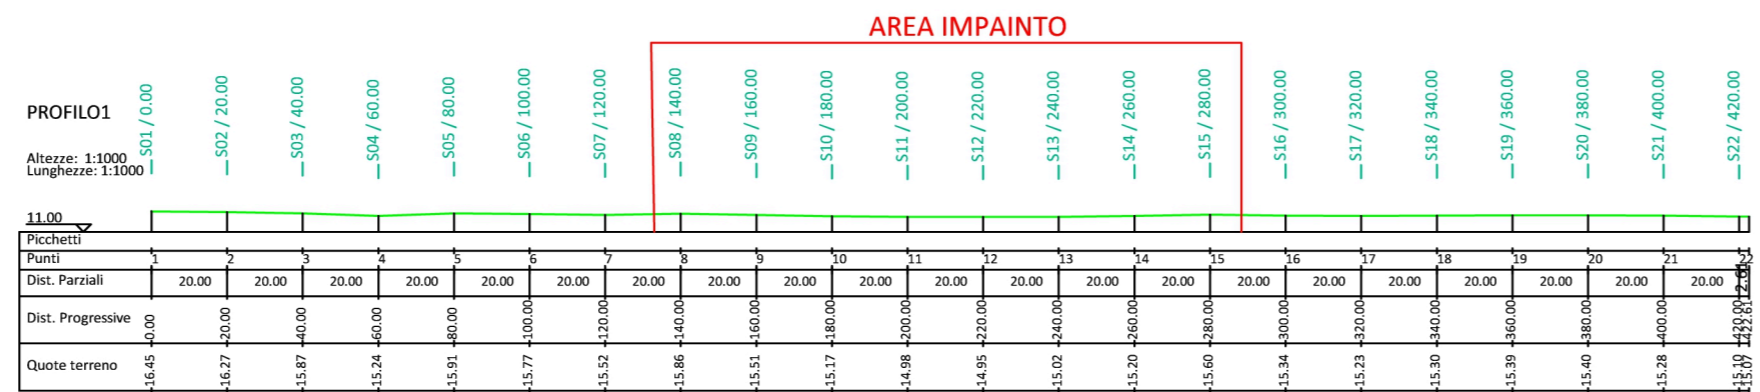 AREA IMPAINTO
S01 / 0.00 S02 / 20.00 S03 / 40.00 S04 / 60.00 S05 / 80.00 S06 / 100.00 S07 / 120.00 S08 / 140.00 S09 / 160.00 S10 / 180.00 S11 / 200.00 S12 / 220.00 S13 / 240.00 S14 / 260.00 S15 / 280.00 S16 / 300.00 S17 / 320.00 S18 / 340.00 S19 / 360.00 S20 / 380.00 S21 / 400.00 S22 / 420.00
PROFILO1
Altezze: 1:1000
Lunghezze: 1:1000
11.00
Picchetti
Punti 1 2 3 4 5 6 7 8 9 10 11 12 13 14 15 16 17 18 19 20 21 22
Dist. Parziali 20.00 20.00 20.00 20.00 20.00 20.00 20.00 20.00 20.00 20.00 20.00 20.00 20.00 20.00 20.00 20.00 20.00 20.00 20.00 20.00 20.00 2.61
Dist. Progressive 0.00 20.00 40.00 60.00 80.00 100.00 120.00 140.00 160.00 180.00 200.00 220.00 240.00 260.00 280.00 300.00 320.00 340.00 360.00 380.00 400.00 420.00 422.61
Quote terreno 16.45 16.27 15.87 15.24 15.91 15.77 15.52 15.86 15.51 15.17 14.98 14.95 15.02 15.20 15.60 15.34 15.23 15.30 15.39 15.40 15.28 15.10 15.07